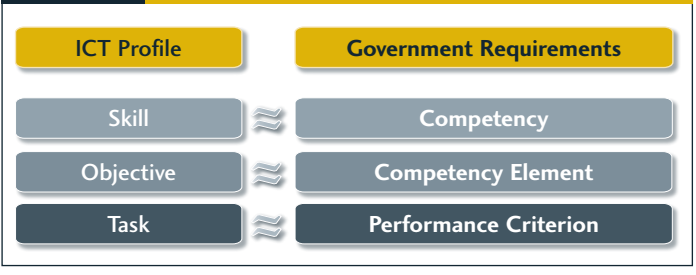 ICT Profile Government Requirements
Skill ≈ Competency
Objective ≈ Competency Element
Task ≈ Performance Criterion